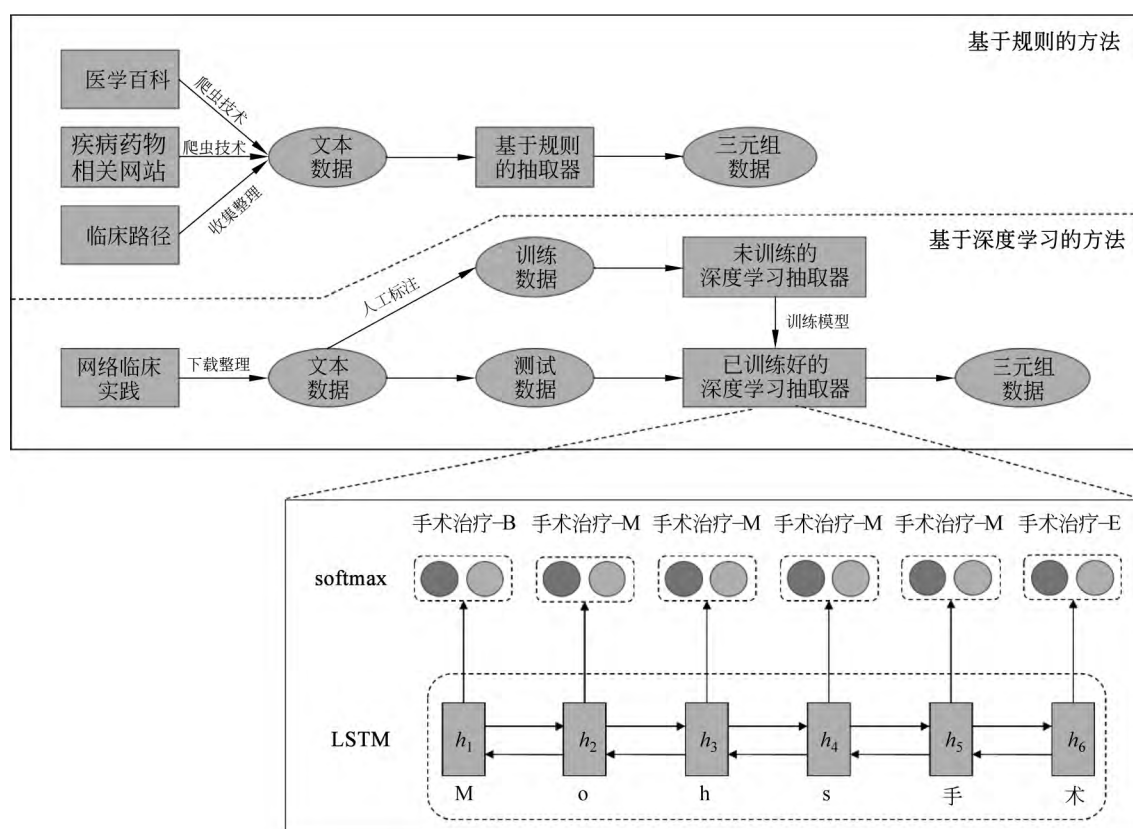 基于规则的方法
医学百科
爬虫技术
疾病药物
相关网站
爬虫技术
临床路径
收集整理
文本
数据
基于规则
的抽取器
三元组
数据
基于深度学习的方法
训练
数据
未训练的
深度学习抽取器
人工标注
训练模型
网络临床
实践
下载整理
文本
数据
测试
数据
已训练好的
深度学习抽取器
三元组
数据
手术治疗-B 手术治疗-M 手术治疗-M 手术治疗-M 手术治疗-M 手术治疗-E
softmax
LSTM h1 h2 h3 h4 h5 h6
M o h s 手 术